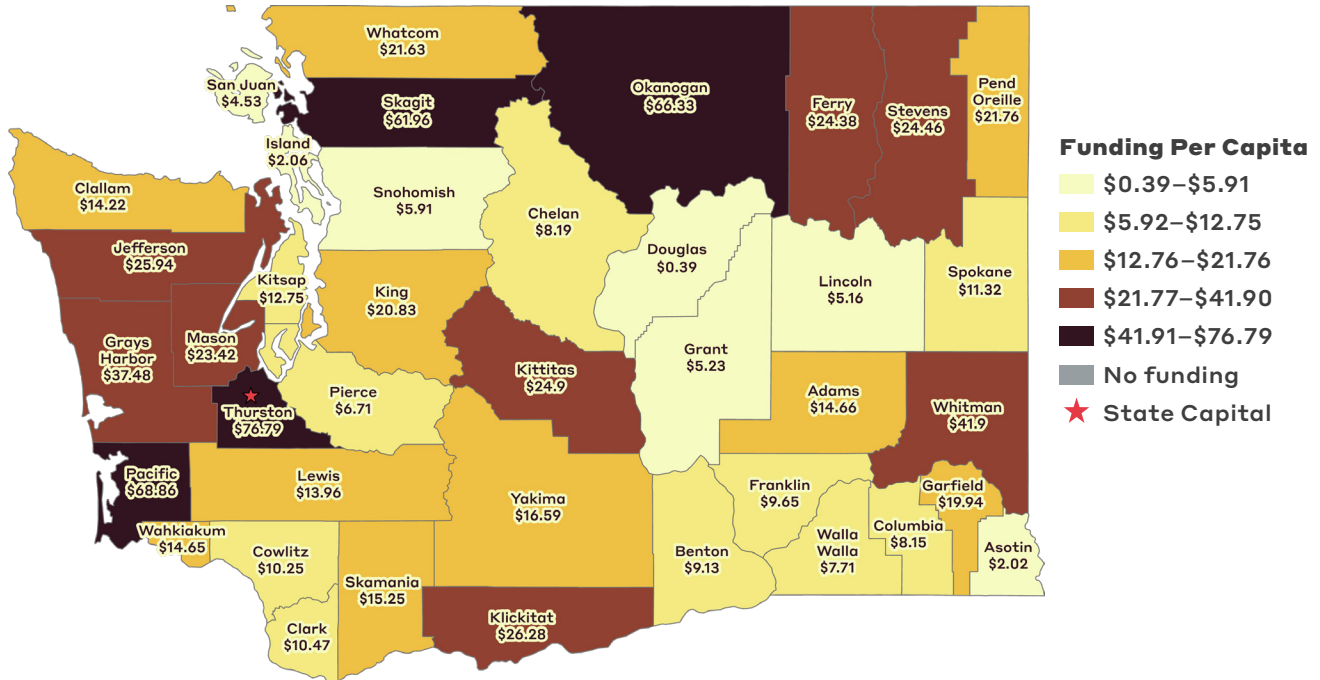 Whatcom
$21.63
San Juan
$4.53
Skagit
$61.96
Okanogan
$66.33
Ferry
$24.38
Stevens
$24.46
Pend
Oreille
$21.76
Island
$2.06
Clallam
$14.22
Snohomish
$5.91
Chelan
$8.19
Jefferson
$25.94
Douglas
$0.39
Kitsap
$12.75
King
$20.83
Lincoln
$5.16
Spokane
$11.32
Grays
Harbor
$37.48
Mason
$23.42
Grant
$5.23
Kittitas
$24.9
Thurston
$76.79
Pierce
$6.71
Adams
$14.66
Whitman
$41.9
Pacific
$68.86
Lewis
$13.96
Yakima
$16.59
Franklin
$9.65
Garfield
$19.94
Wahkiakum
$14.65
Cowlitz
$10.25
Benton
$9.13
Walla
Walla
$7.71
Columbia
$8.15
Asotin
$2.02
Skamania
$15.25
Klickitat
$26.28
Clark
$10.47
Funding Per Capita
$0.39–$5.91
$5.92–$12.75
$12.76–$21.76
$21.77–$41.90
$41.91–$76.79
No funding
State Capital